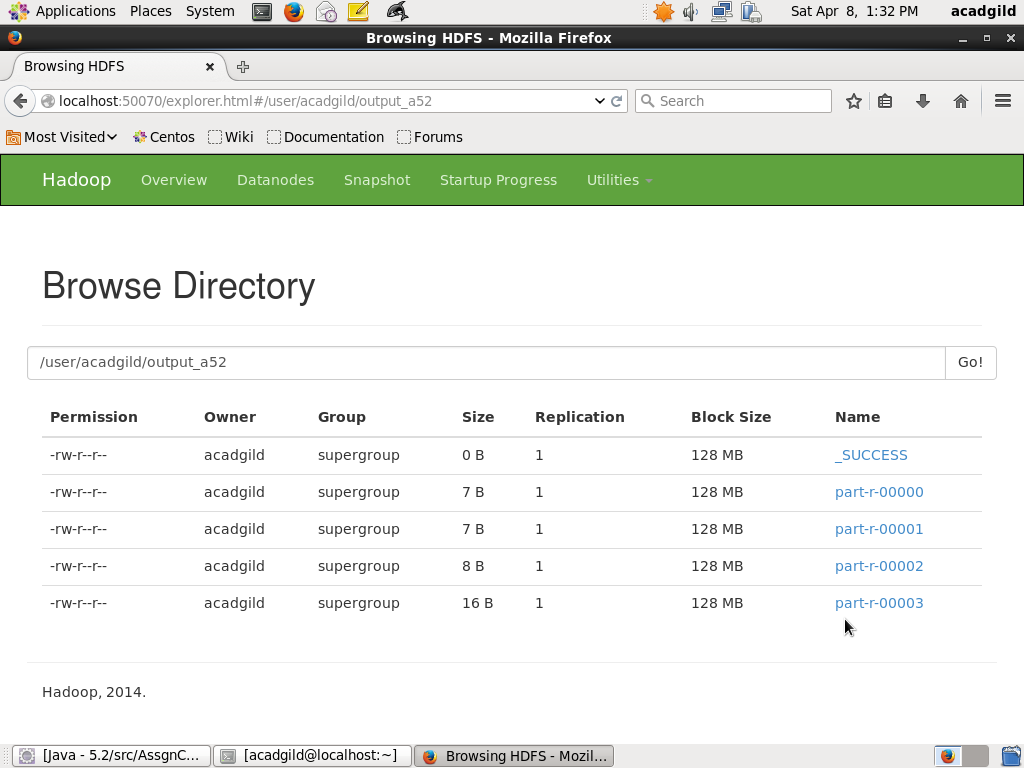 Applications Places System Sat Apr 8, 1:32 PM acadgild
Browsing HDFS - Mozilla Firefox
Browsing HDFS
localhost:50070/explorer.html#/user/acadgild/output_a52 Search
Most Visited Centos Wiki Documentation Forums
Hadoop Overview Datanodes Snapshot Startup Progress Utilities
Browse Directory
/user/acadgild/output_a52 Go!
Permission Owner Group Size Replication Block Size Name
-rw-r--r-- acadgild supergroup 0 B 1 128 MB _SUCCESS
-rw-r--r-- acadgild supergroup 7 B 1 128 MB part-r-00000
-rw-r--r-- acadgild supergroup 7 B 1 128 MB part-r-00001
-rw-r--r-- acadgild supergroup 8 B 1 128 MB part-r-00002
-rw-r--r-- acadgild supergroup 16 B 1 128 MB part-r-00003
Hadoop, 2014.
[Java - 5.2/src/AssgnC... [acadgild@localhost:~] Browsing HDFS - Mozil...